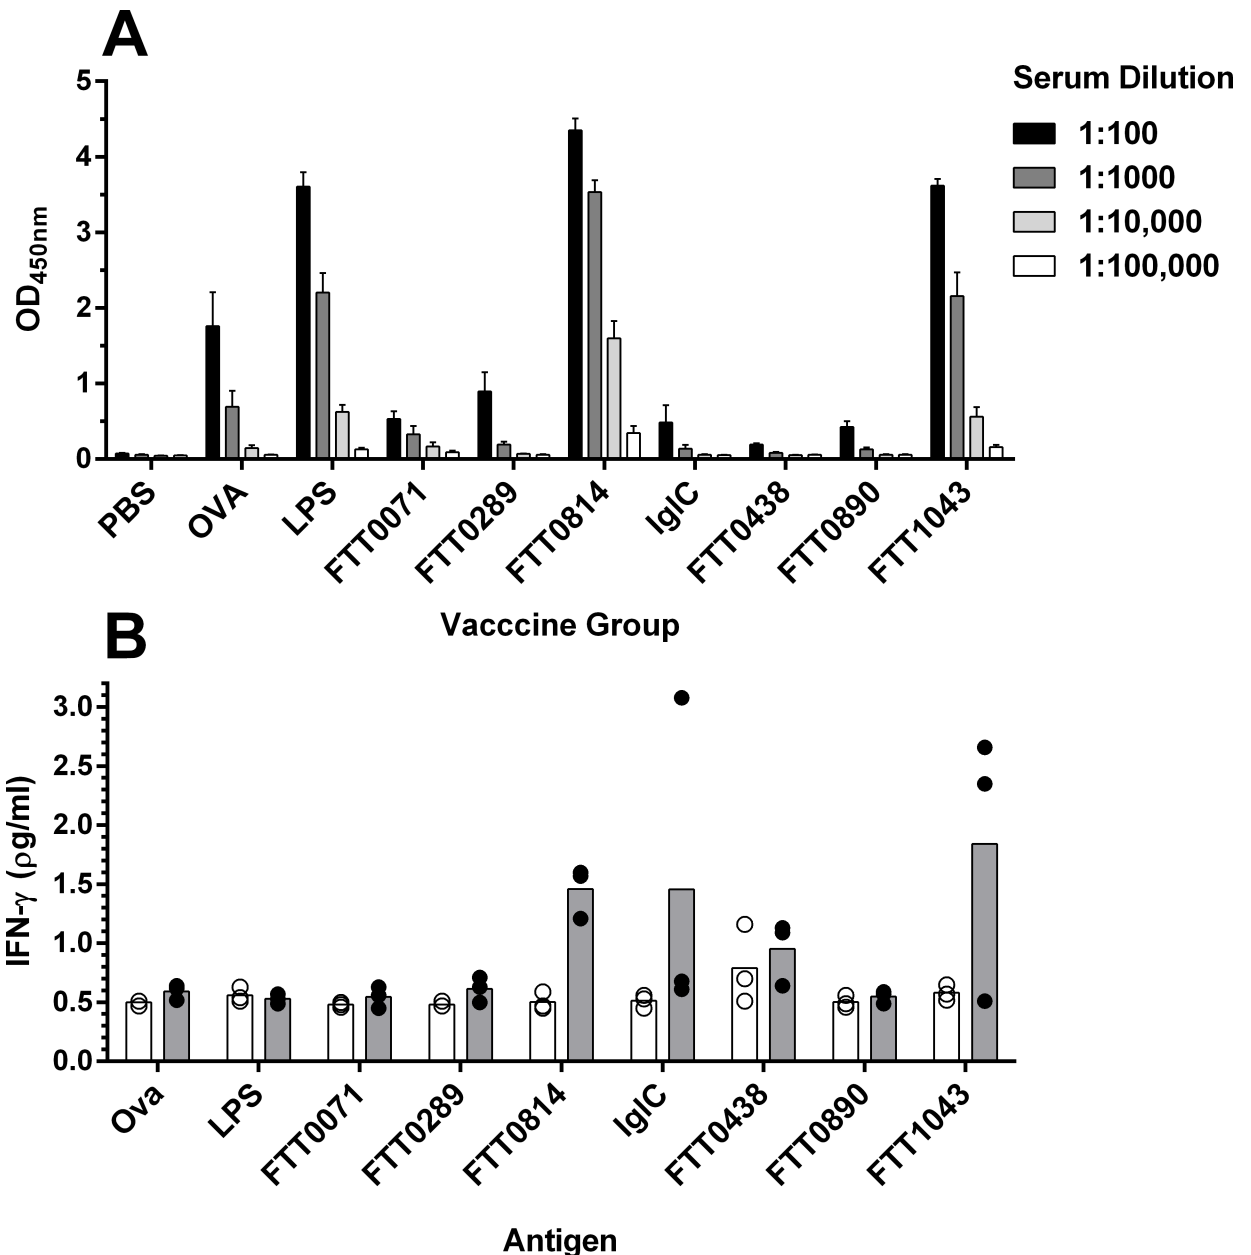 A
5
4
3
2
1
0
OD450nm
Serum Dilution
1:100
1:1000
1:10,000
1:100,000
PBS
OVA
LPS
FTT0071
FTT0289
FTT0814
IglC
FTT0438
FTT0890
FTT1043
Vacccine Group
B
3.0
2.5
2.0
1.5
1.0
0.5
0.0
IFN-γ (ρg/ml)
Ova
LPS
FTT0071
FTT0289
FTT0814
IglC
FTT0438
FTT0890
FTT1043
Antigen